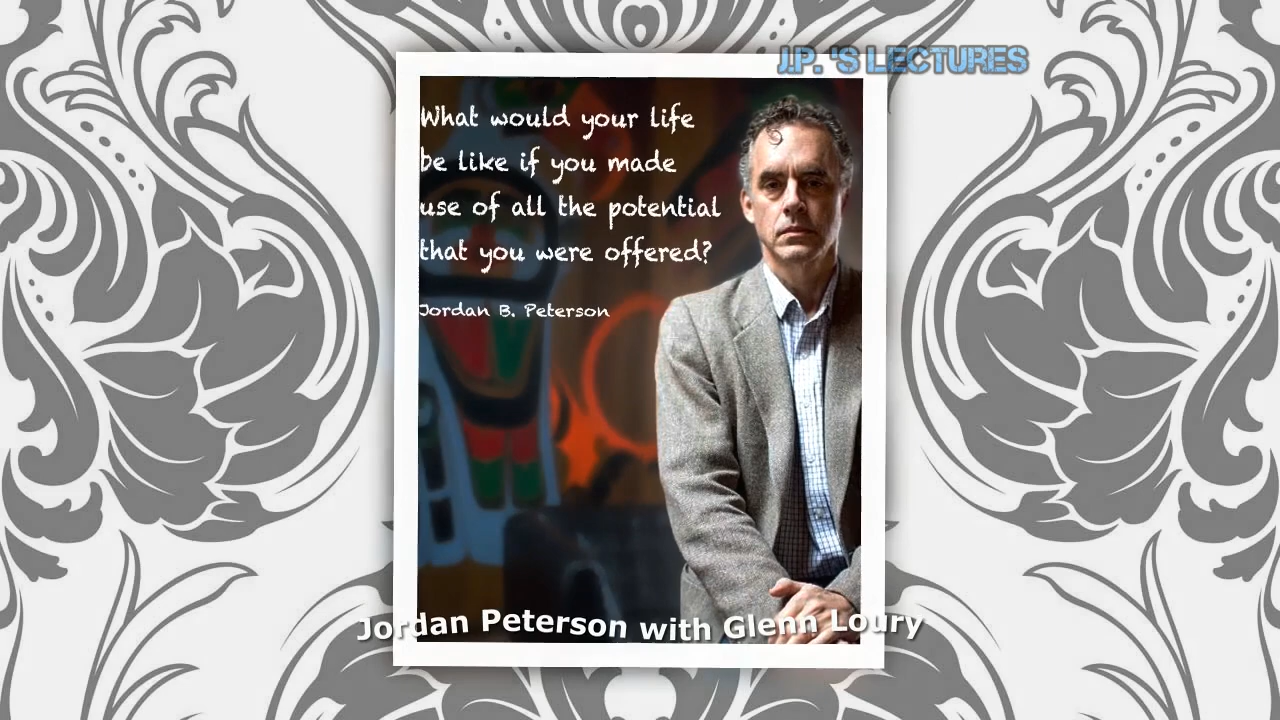 J.P. 'S LECTURES
What would your life
be like if you made
use of all the potential
that you were offered?
Jordan B. Peterson
Jordan Peterson with Glenn Loury